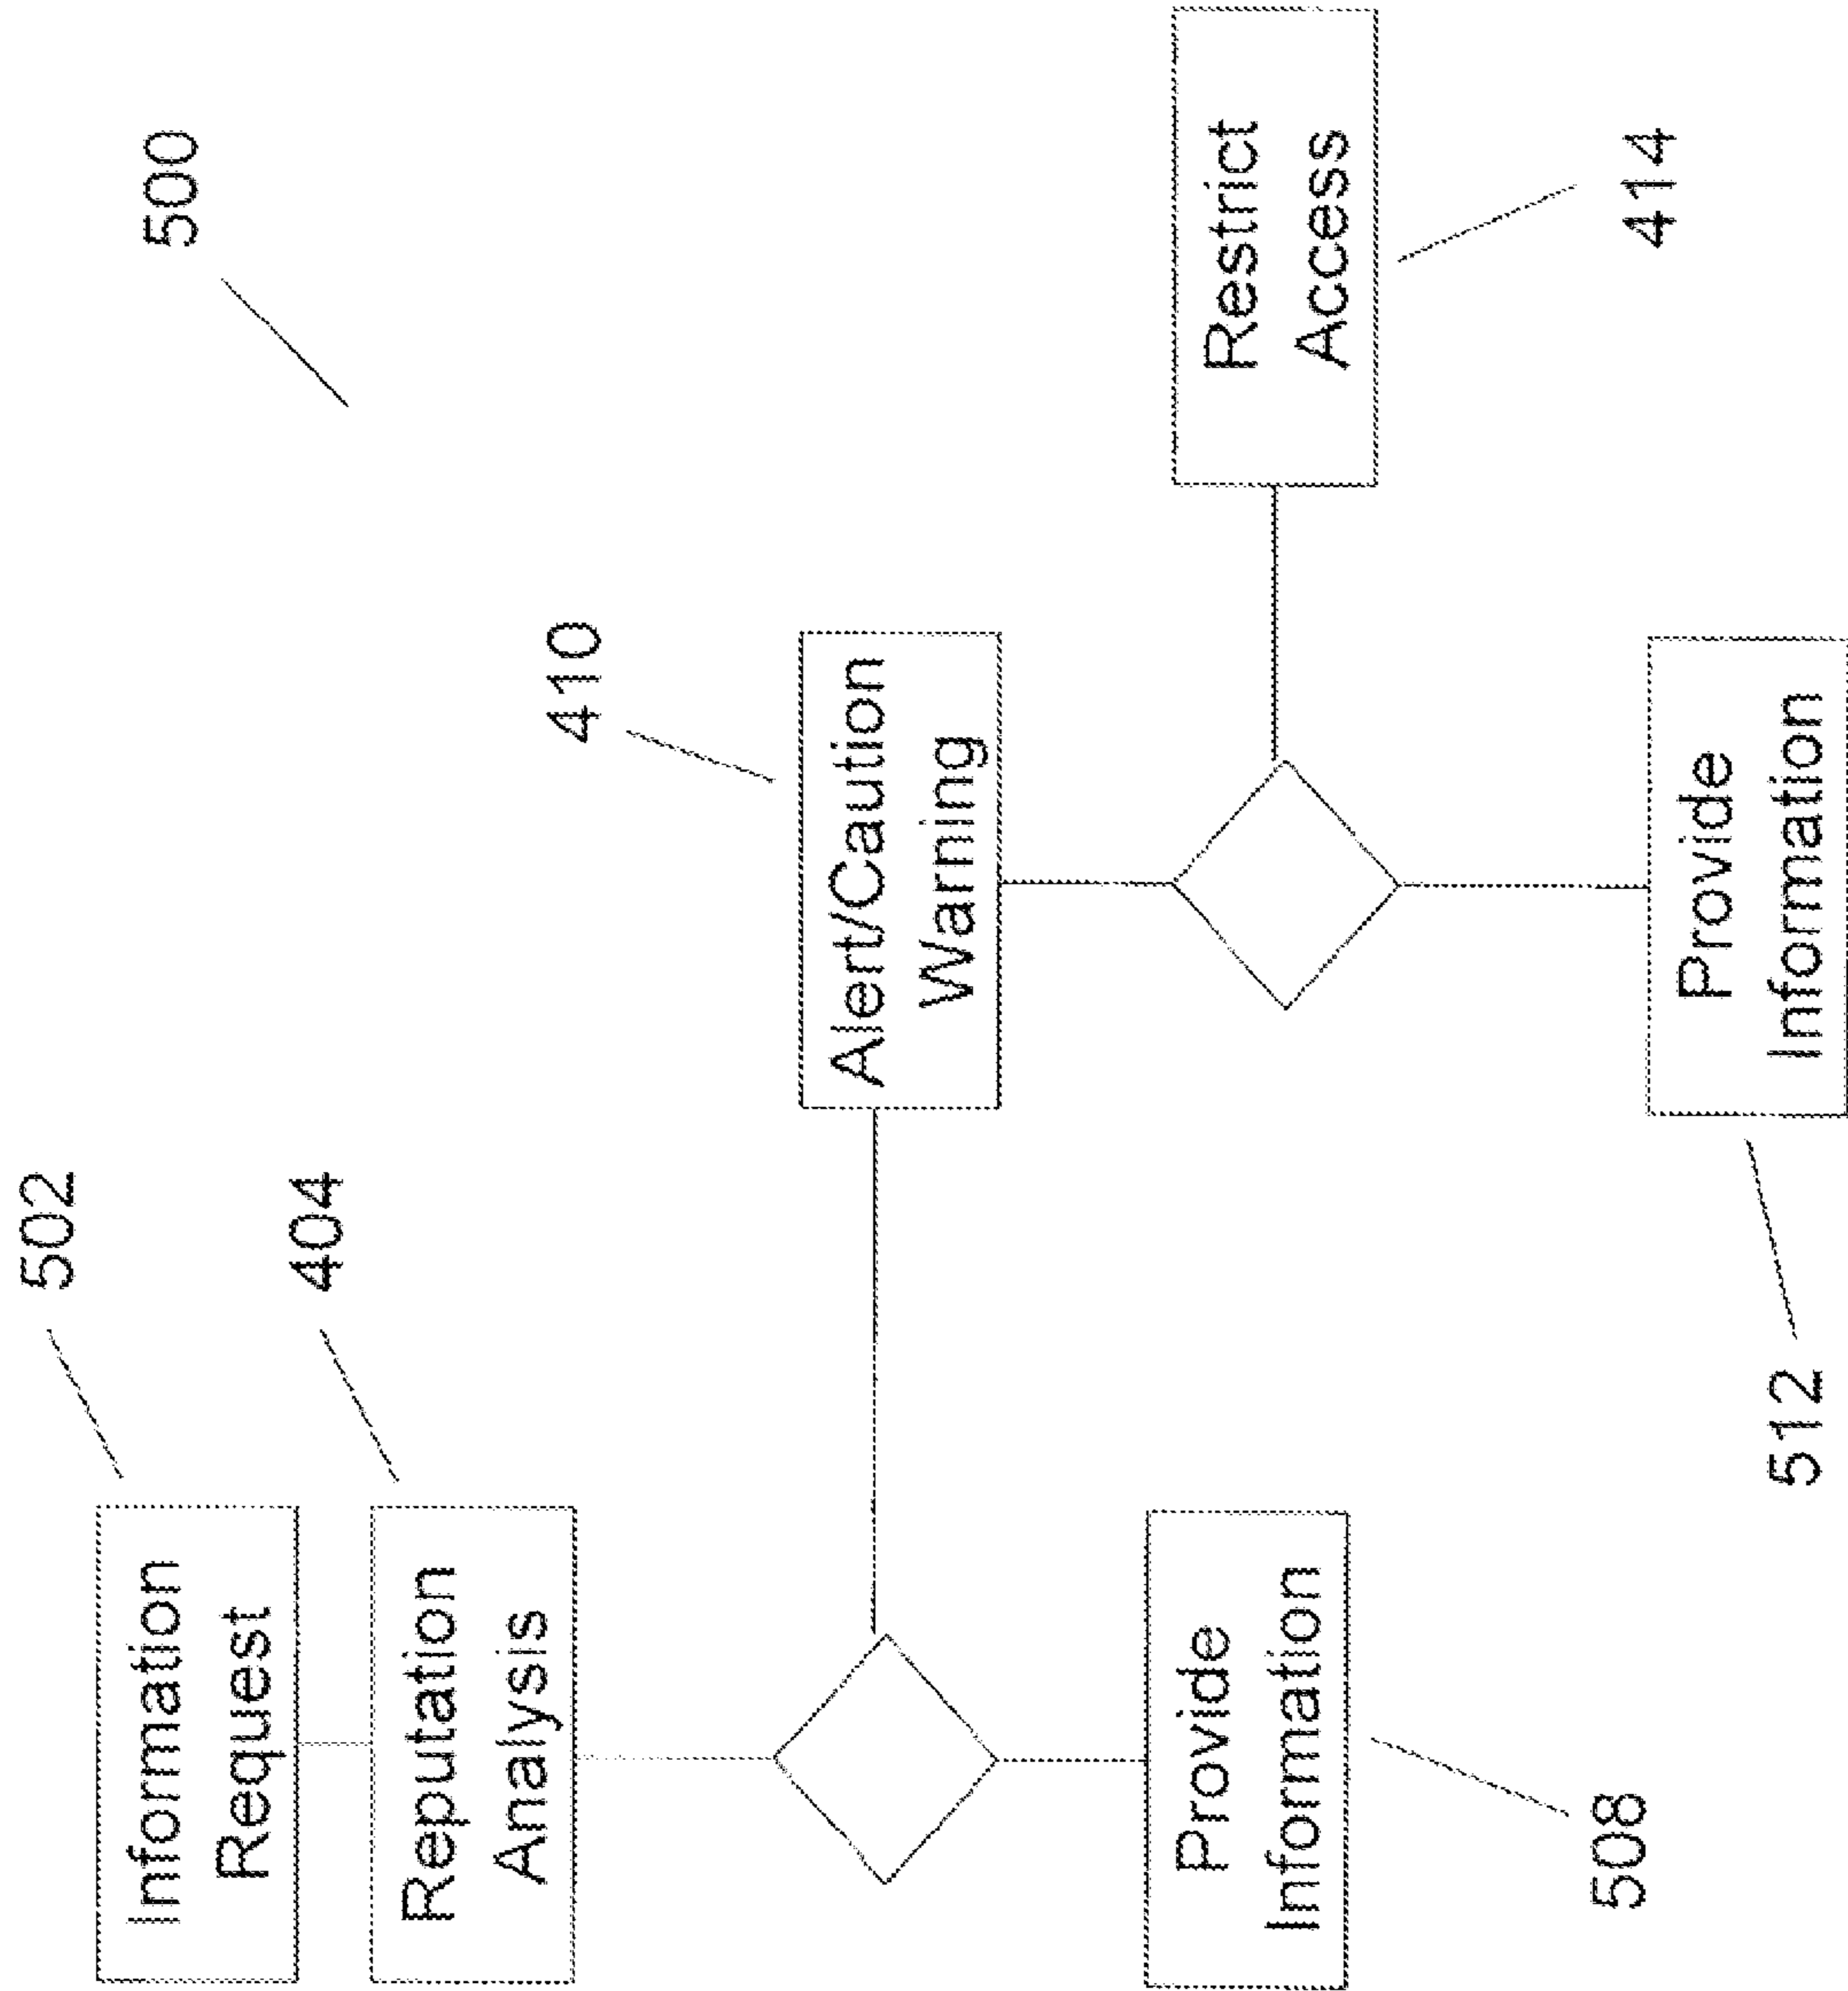 500
502
Information
Request
404
Reputation
Analysis
410
Alert/Caution
Warning
Restrict
Access
414
Provide
Information
508
Provide
Information
512